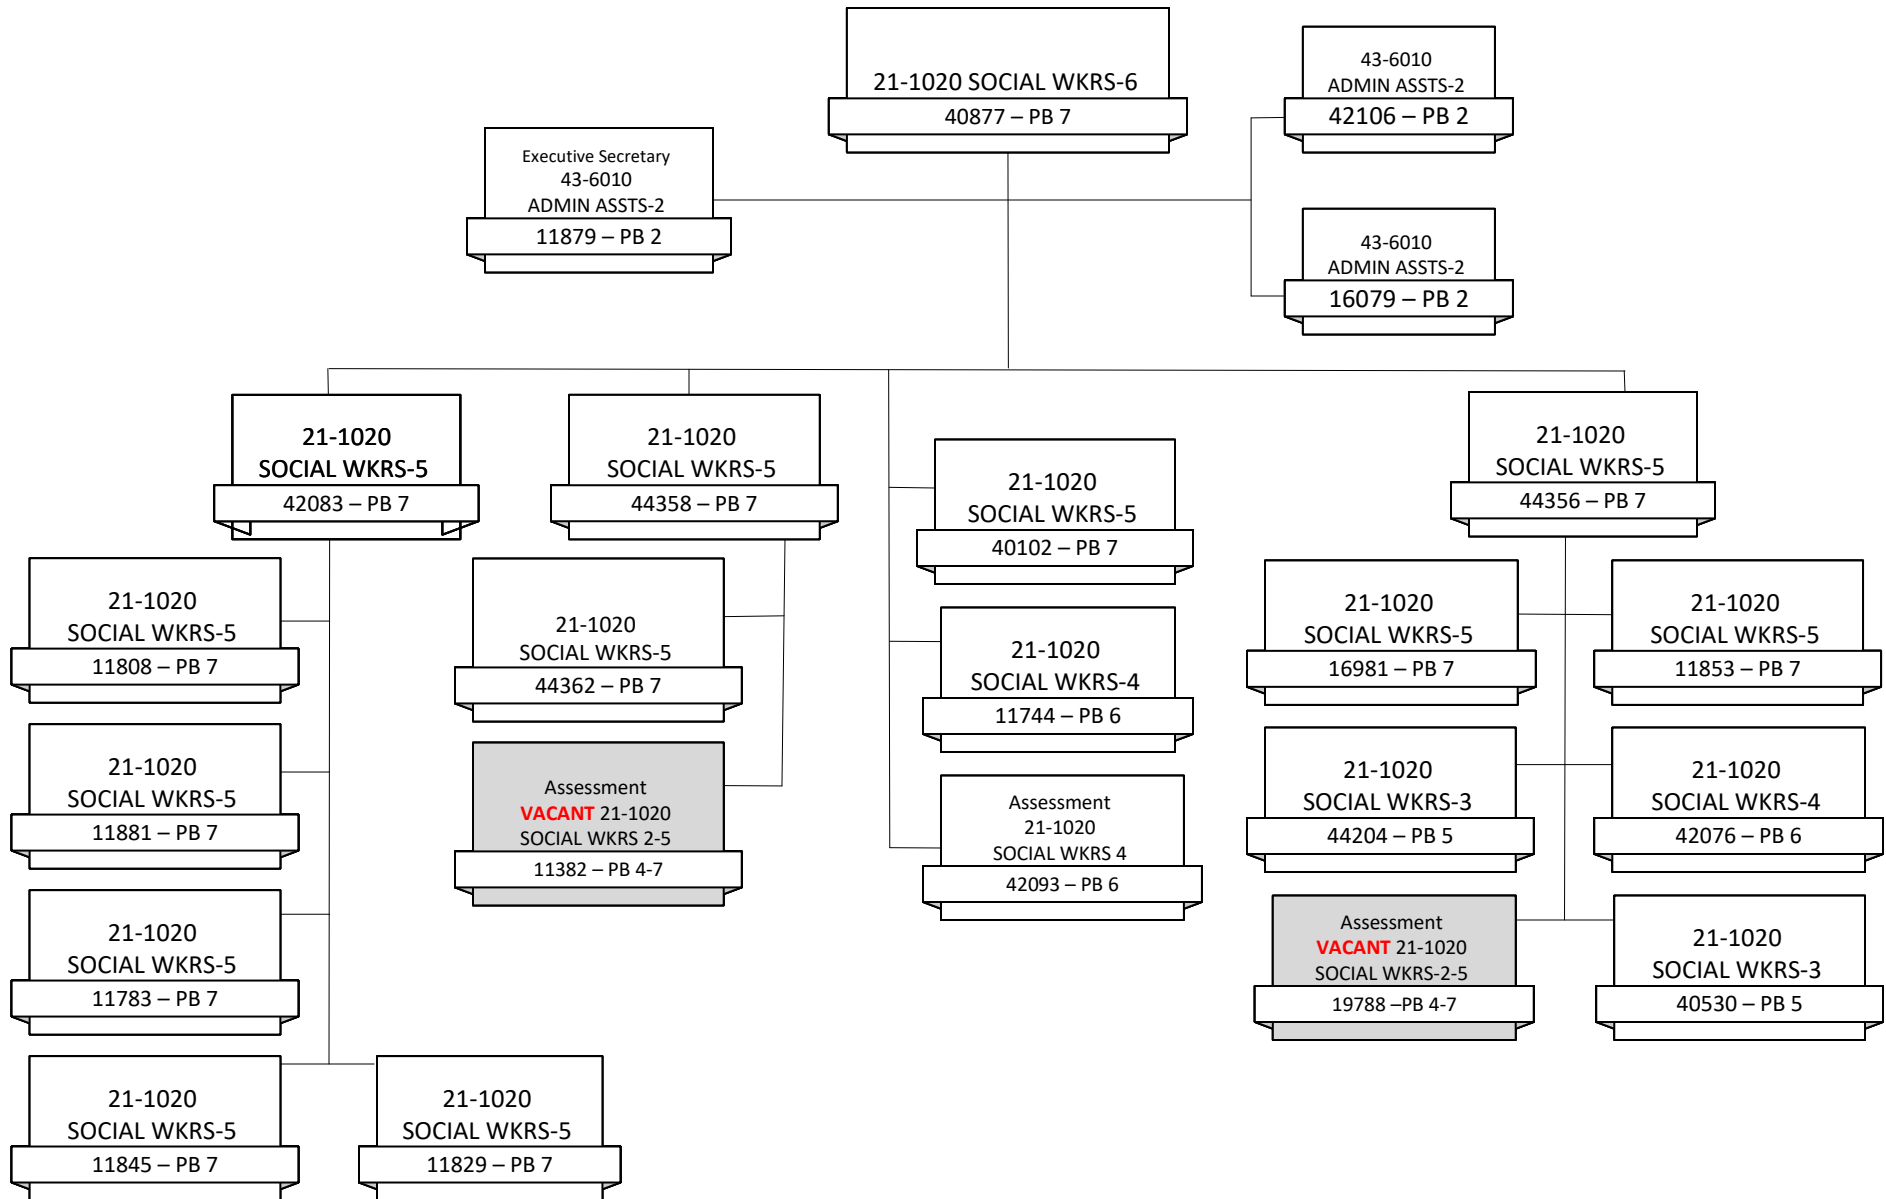 21-1020 SOCIAL WKRS-6
40877 – PB 7
43-6010
ADMIN ASSTS-2
42106 – PB 2
Executive Secretary
43-6010
ADMIN ASSTS-2
11879 – PB 2
43-6010
ADMIN ASSTS-2
16079 – PB 2
21-1020
SOCIAL WKRS-5
42083 – PB 7
21-1020
SOCIAL WKRS-5
44358 – PB 7
21-1020
SOCIAL WKRS-5
40102 – PB 7
21-1020
SOCIAL WKRS-5
44356 – PB 7
21-1020
SOCIAL WKRS-5
11808 – PB 7
21-1020
SOCIAL WKRS-5
44362 – PB 7
21-1020
SOCIAL WKRS-4
11744 – PB 6
21-1020
SOCIAL WKRS-5
16981 – PB 7
21-1020
SOCIAL WKRS-5
11853 – PB 7
21-1020
SOCIAL WKRS-5
11881 – PB 7
Assessment
VACANT 21-1020
SOCIAL WKRS 2-5
11382 – PB 4-7
Assessment
21-1020
SOCIAL WKRS 4
42093 – PB 6
21-1020
SOCIAL WKRS-3
44204 – PB 5
21-1020
SOCIAL WKRS-4
42076 – PB 6
21-1020
SOCIAL WKRS-5
11783 – PB 7
Assessment
VACANT 21-1020
SOCIAL WKRS-2-5
19788 –PB 4-7
21-1020
SOCIAL WKRS-3
40530 – PB 5
21-1020
SOCIAL WKRS-5
11845 – PB 7
21-1020
SOCIAL WKRS-5
11829 – PB 7